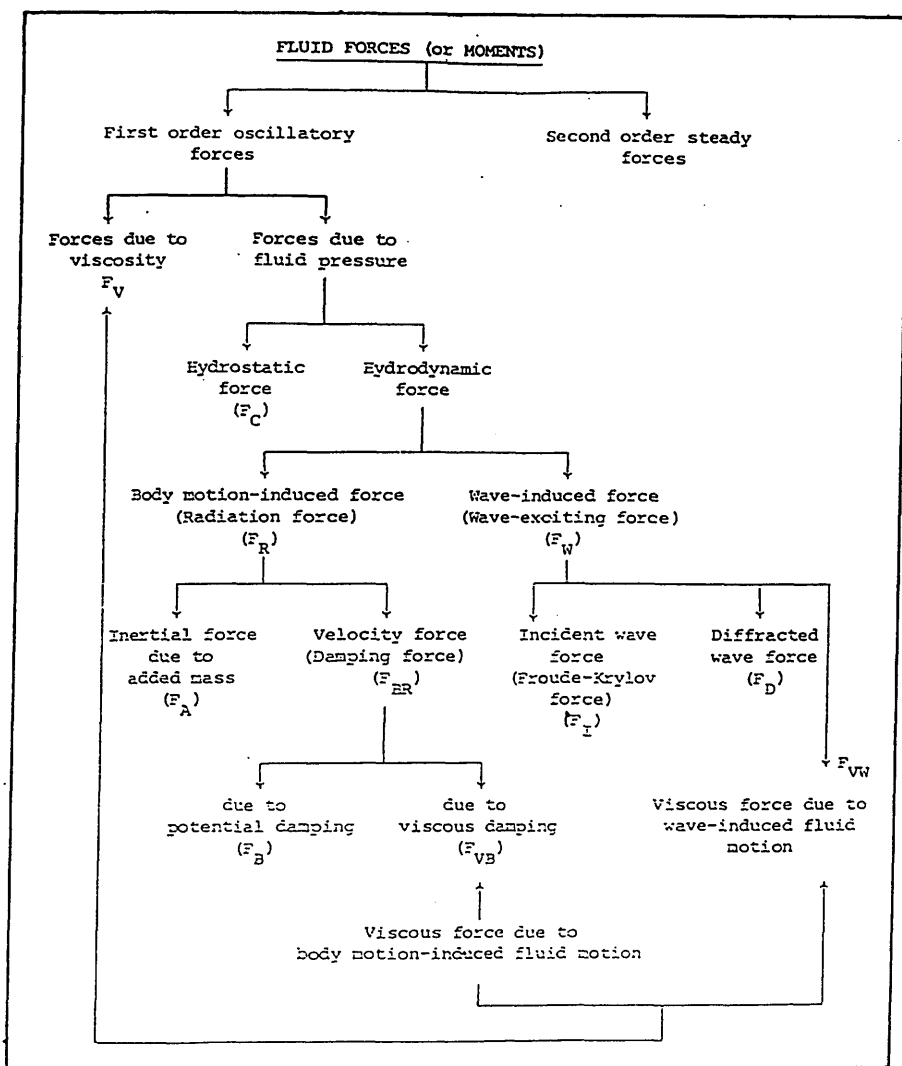 FLUID FORCES (or MOMENTS)
First order oscillatory
forces
Second order steady
forces
Forces due to
viscosity
F_V
Forces due to
fluid pressure
Hydrostatic
force
(F_C)
Hydrodynamic
force
Body motion-induced force
(Radiation force)
(F_R)
Wave-induced force
(Wave-exciting force)
(F_W)
Inertial force
due to
added mass
(F_A)
Velocity force
(Damping force)
(F_BR)
Incident wave
force
(Froude-Krylov
force)
(F_I)
Diffracted
wave force
(F_D)
F_VW
Viscous force due to
wave-induced fluid
motion
due to
potential damping
(F_B)
due to
viscous damping
(F_VB)
Viscous force due to
body motion-induced fluid motion